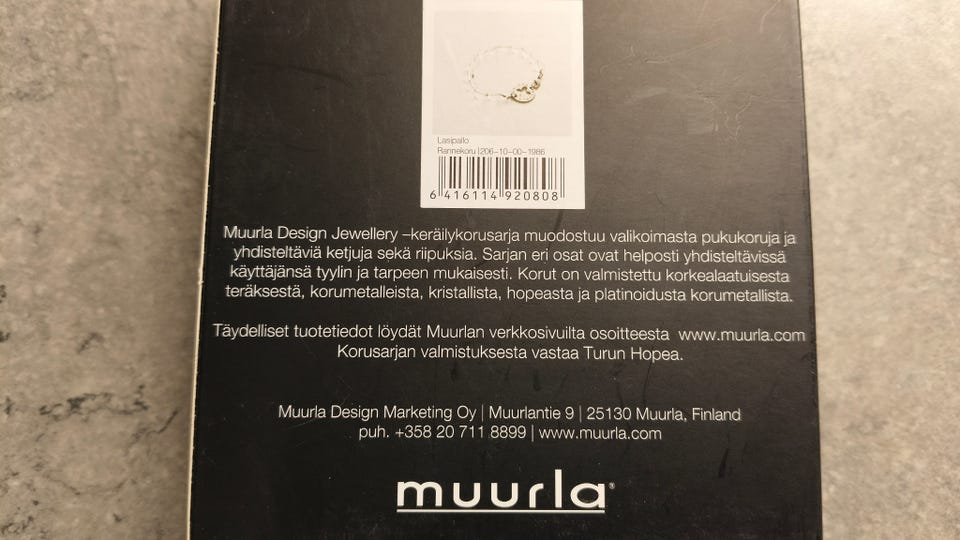 Lasipallo
Rannekoru |206-10-00-1986
6 416114 920808
Muurla Design Jewellery –keräilykorusarja muodostuu valikoimasta pukukoruja ja
yhdisteltäviä ketjuja sekä riipuksia. Sarjan eri osat ovat helposti yhdisteltävissä
käyttäjänsä tyylin ja tarpeen mukaisesti. Korut on valmistettu korkealaatuisesta
teräksestä, korumetalleista, kristallista, hopeasta ja platinoidusta korumetallista.
Täydelliset tuotetiedot löydät Muurlan verkkosivuilta osoitteesta www.muurla.com
Korusarjan valmistuksesta vastaa Turun Hopea.
Muurla Design Marketing Oy | Muurlantie 9 | 25130 Muurla, Finland
puh. +358 20 711 8899 | www.muurla.com
muurla®